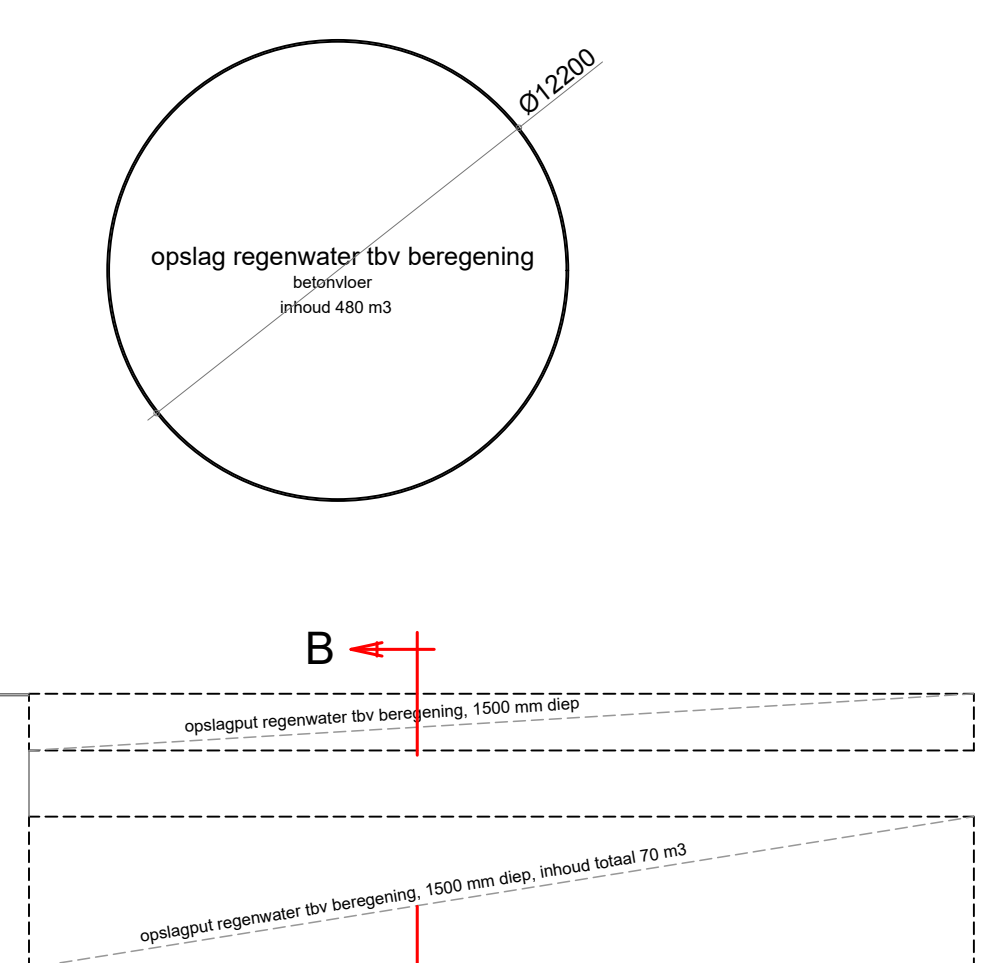 Ø12200
opslag regenwater tbv beregening
betonvloer
inhoud 480 m3
B
opslagput regenwater tbv beregening, 1500 mm diep
opslagput regenwater tbv beregening, 1500 mm diep, inhoud totaal 70 m3